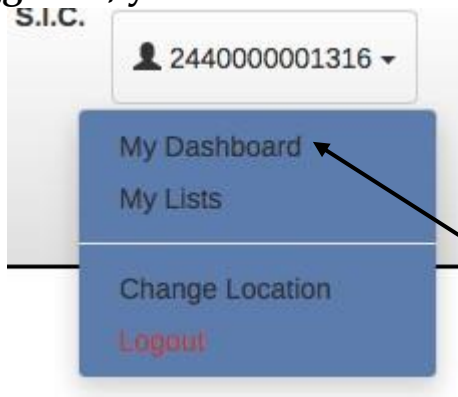 S.I.C.
2440000001316
My Dashboard
My Lists
Change Location
Logout